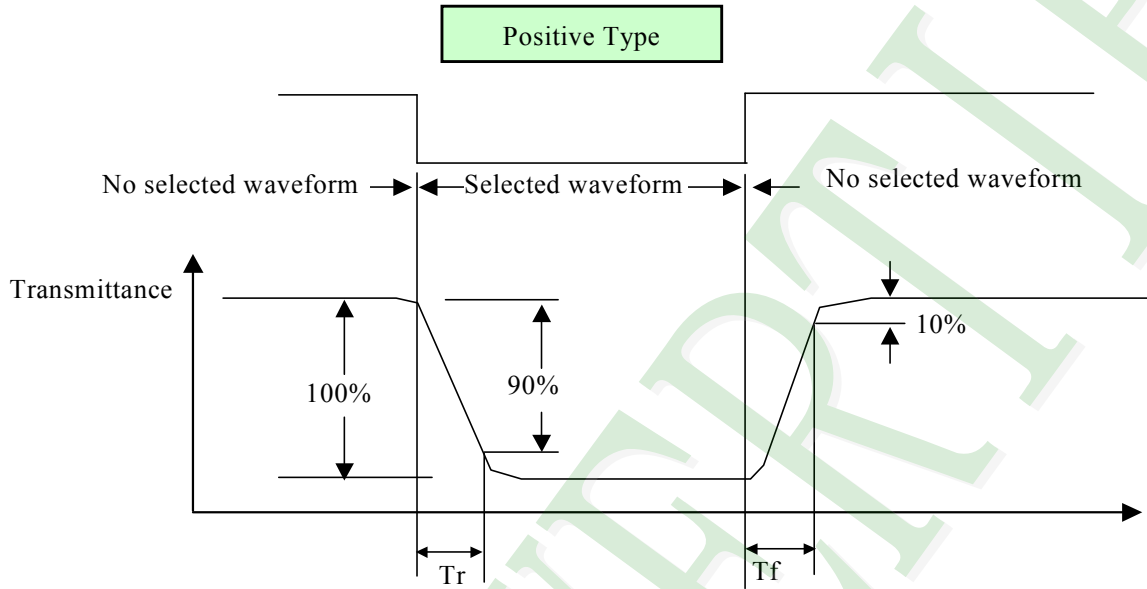 Positive Type
No selected waveform
Selected waveform
No selected waveform
Transmittance
100%
90%
10%
Tr
Tf